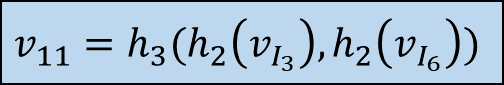 v₁₁ = h₃(h₂(v_{I₃}), h₂(v_{I₆}))